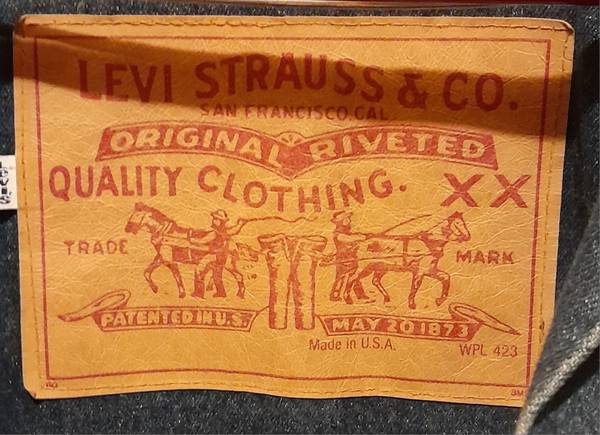 LEVI STRAUSS & CO.
SAN FRANCISCO, CAL
ORIGINAL RIVETED
QUALITY CLOTHING. XX
TRADE MARK
PATENTED IN U.S. MAY 20 1873
Made in U.S.A. WPL 423